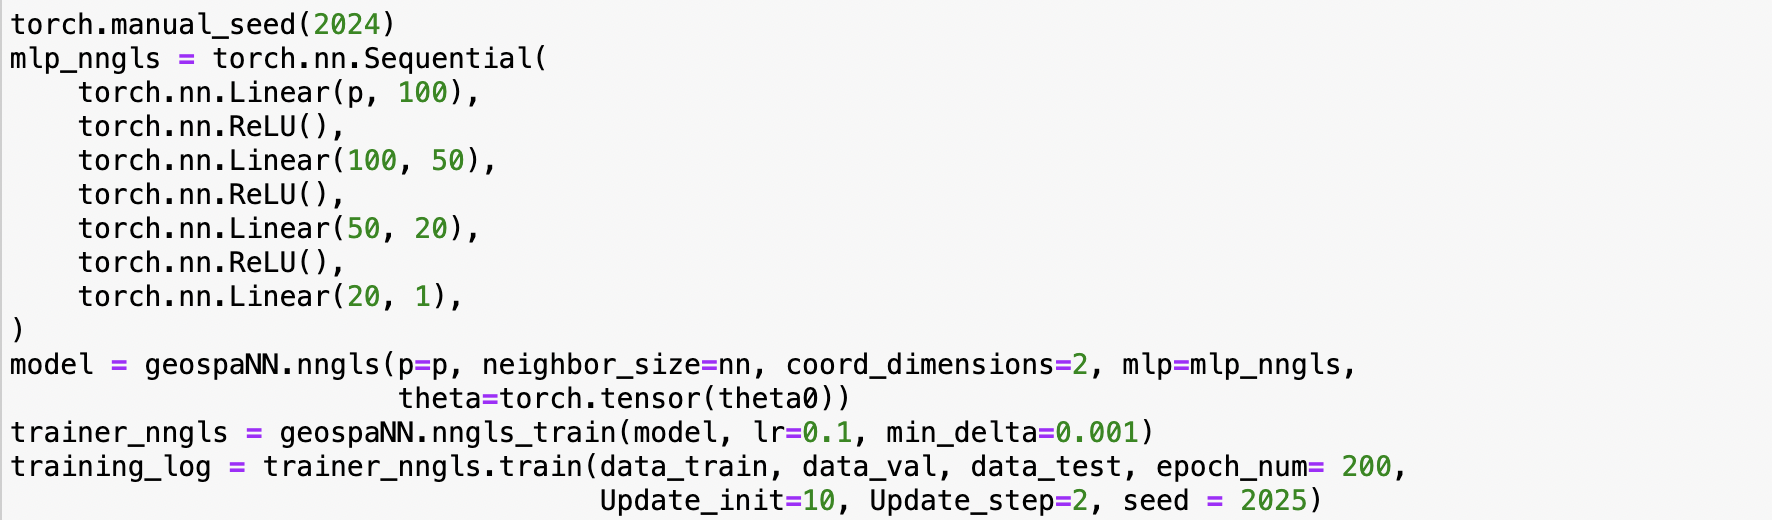 torch.manual_seed(2024)
mlp_nngls = torch.nn.Sequential(
    torch.nn.Linear(p, 100),
    torch.nn.ReLU(),
    torch.nn.Linear(100, 50),
    torch.nn.ReLU(),
    torch.nn.Linear(50, 20),
    torch.nn.ReLU(),
    torch.nn.Linear(20, 1),
)
model = geospaNN.nngls(p=p, neighbor_size=nn, coord_dimensions=2, mlp=mlp_nngls,
                       theta=torch.tensor(theta0))
trainer_nngls = geospaNN.nngls_train(model, lr=0.1, min_delta=0.001)
training_log = trainer_nngls.train(data_train, data_val, data_test, epoch_num= 200,
                                   Update_init=10, Update_step=2, seed = 2025)